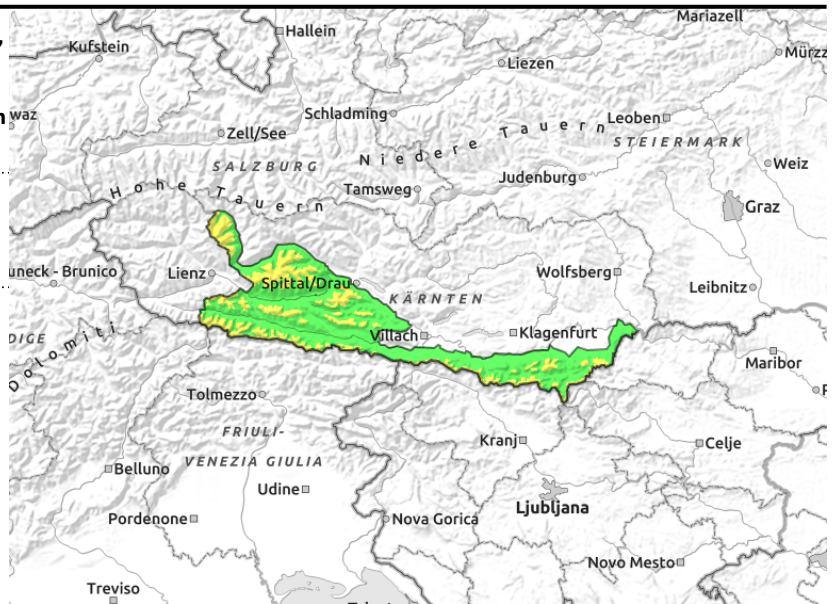 Mariazell
Hallein
Kufstein
Mürzz
Liezen
waz
Schladming
Leoben
Zell/See
Niedere Tauern
STEIERMARK
SALZBURG
Weiz
Judenburg
Hohe Tauern
Tamsweg
Graz
uneck - Brunico
Lienz
Wolfsberg
Spittal/Drau
Leibnitz
KÄRNTEN
Villach
Klagenfurt
DIGE
Dolomiti
Maribor
Tolmezzo
FRIULI-
VENEZIA GIULIA
Kranj
Celje
Belluno
Udine
Ljubljana
Pordenone
Nova Gorica
Novo Mesto
Treviso